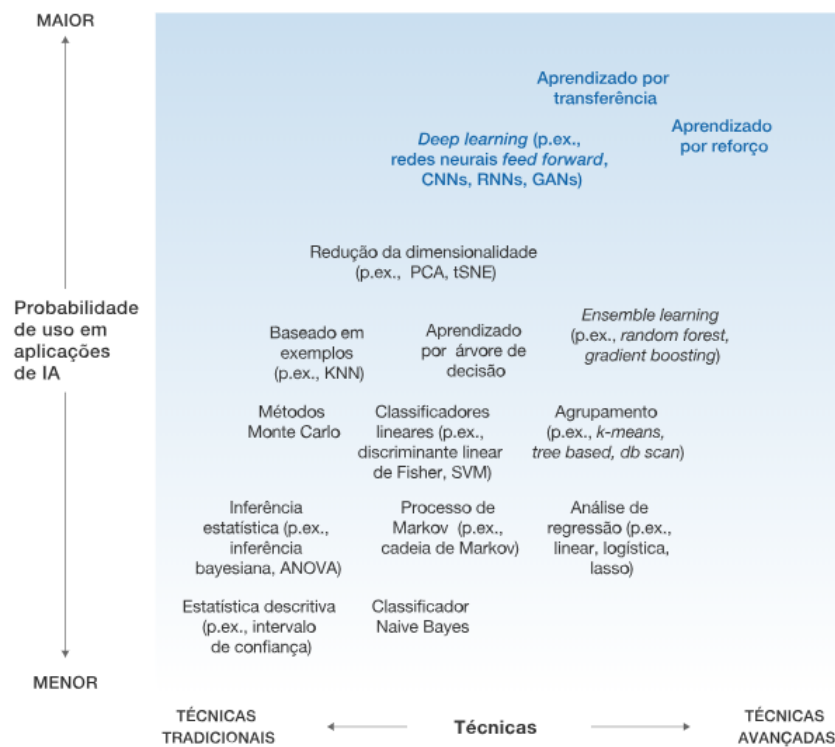 MAIOR
Aprendizado por
transferência
Aprendizado
por reforço
Deep learning (p.ex.,
redes neurais feed forward,
CNNs, RNNs, GANs)
Redução da dimensionalidade
(p.ex., PCA, tSNE)
Probabilidade
de uso em
aplicações
de IA
Baseado em
exemplos
(p.ex., KNN)
Aprendizado
por árvore de
decisão
Ensemble learning
(p.ex., random forest,
gradient boosting)
Métodos
Monte Carlo
Classificadores
lineares (p.ex.,
discriminante linear
de Fisher, SVM)
Agrupamento
(p.ex., k-means,
tree based, db scan)
Inferência
estatística (p.ex.,
inferência
bayesiana, ANOVA)
Processo de
Markov (p.ex.,
cadeia de Markov)
Análise de
regressão (p.ex.,
linear, logística,
lasso)
Estatística descritiva
(p.ex., intervalo
de confiança)
Classificador
Naive Bayes
MENOR
TÉCNICAS
TRADICIONAIS
Técnicas
TÉCNICAS
AVANÇADAS